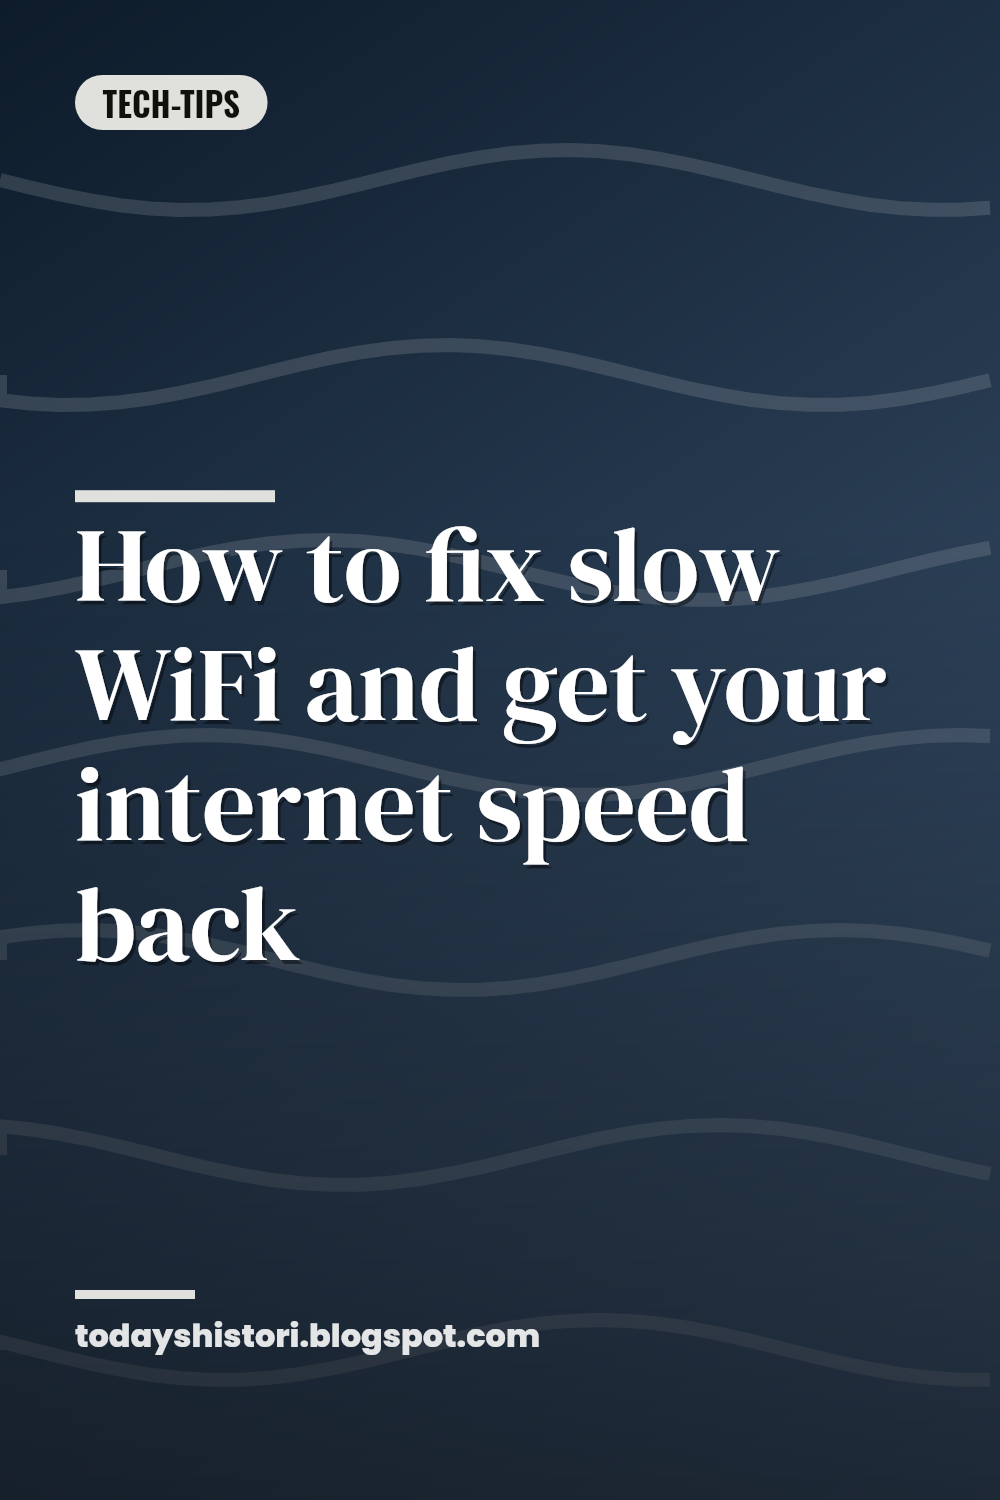 TECH-TIPS
How to fix slow
WiFi and get your
internet speed
back
todayshistori.blogspot.com